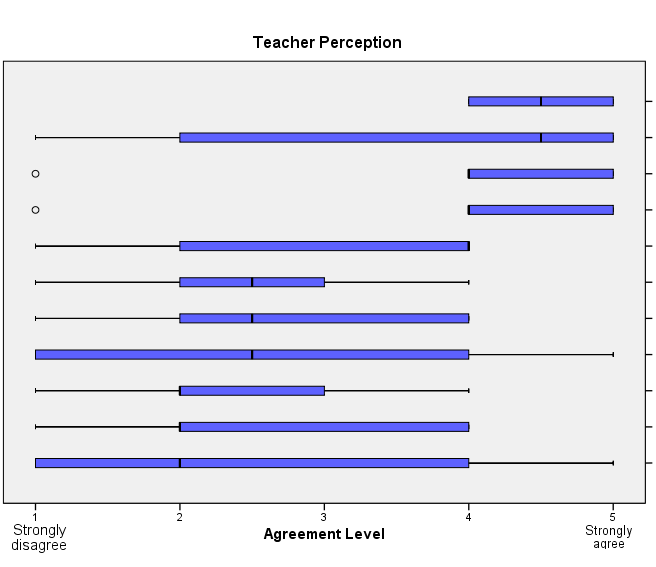 Teacher Perception
1 2 3 4 5
Strongly
disagree
Agreement Level
Strongly
agree